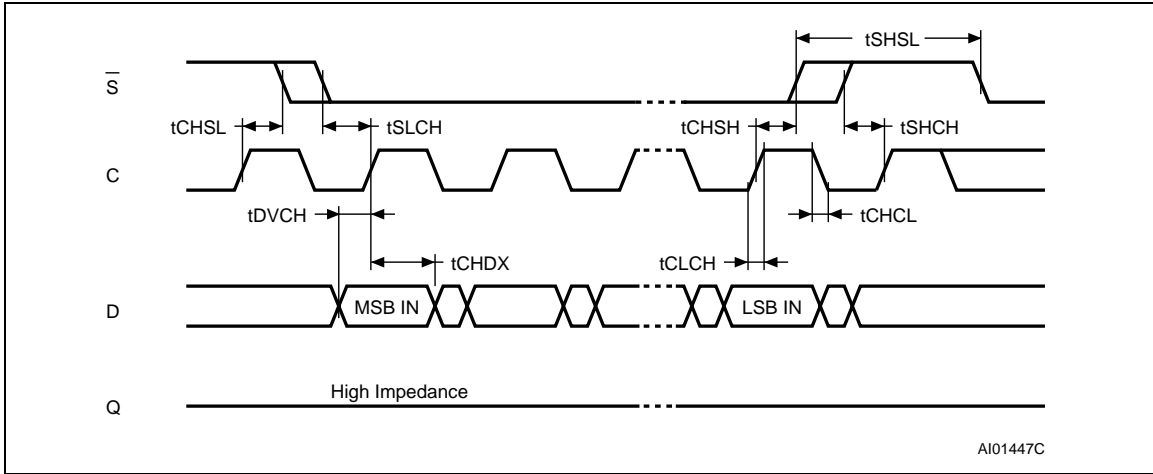 tSHSL
S̅
tCHSL
tSLCH
tCHSH
tSHCH
C
tDVCH
tCHCL
tCHDX
tCLCH
D
MSB IN
LSB IN
High Impedance
Q
AI01447C